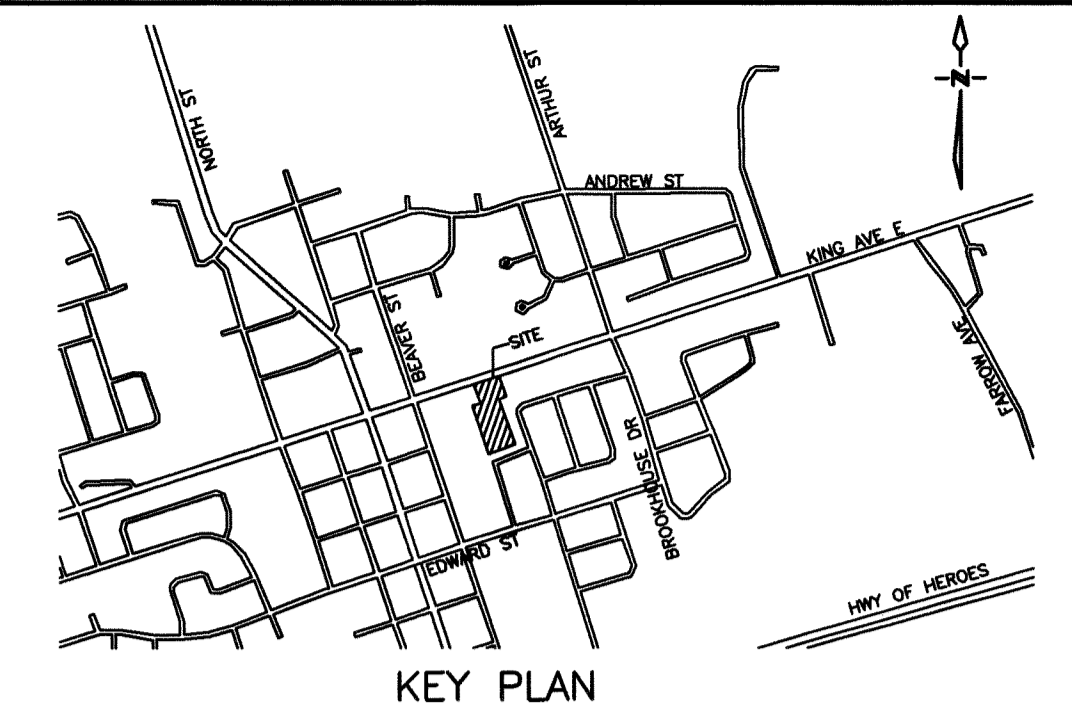 NORTH ST
ARTHUR ST
N
ANDREW ST
KING AVE E
BEAVER ST
SITE
FARROW AVE
BROOKHOUSE DR
EDWARD ST
HWY OF HEROES
KEY PLAN